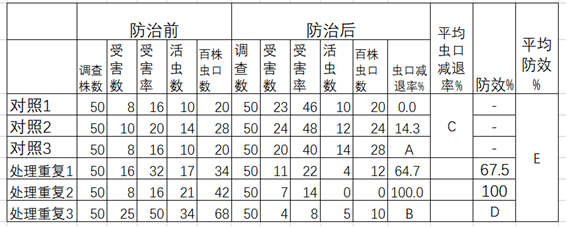 防治前 防治后 平均虫口减退率% 防效% 平均防效%
调查株数 受害数 受害率 活虫数 百株虫口数 调查株数 受害数 受害率 活虫数 百株虫口数 虫口减退率%
对照1 50 8 16 10 20 50 23 46 10 20 0.0 C - E
对照2 50 10 20 14 28 50 24 48 12 24 14.3 -
对照3 50 8 16 10 20 50 20 40 14 28 A -
处理重复1 50 16 32 17 34 50 11 22 4 12 64.7 67.5
处理重复2 50 8 16 21 42 50 7 14 0 0 100.0 100
处理重复3 50 25 50 34 68 50 4 8 5 10 B D